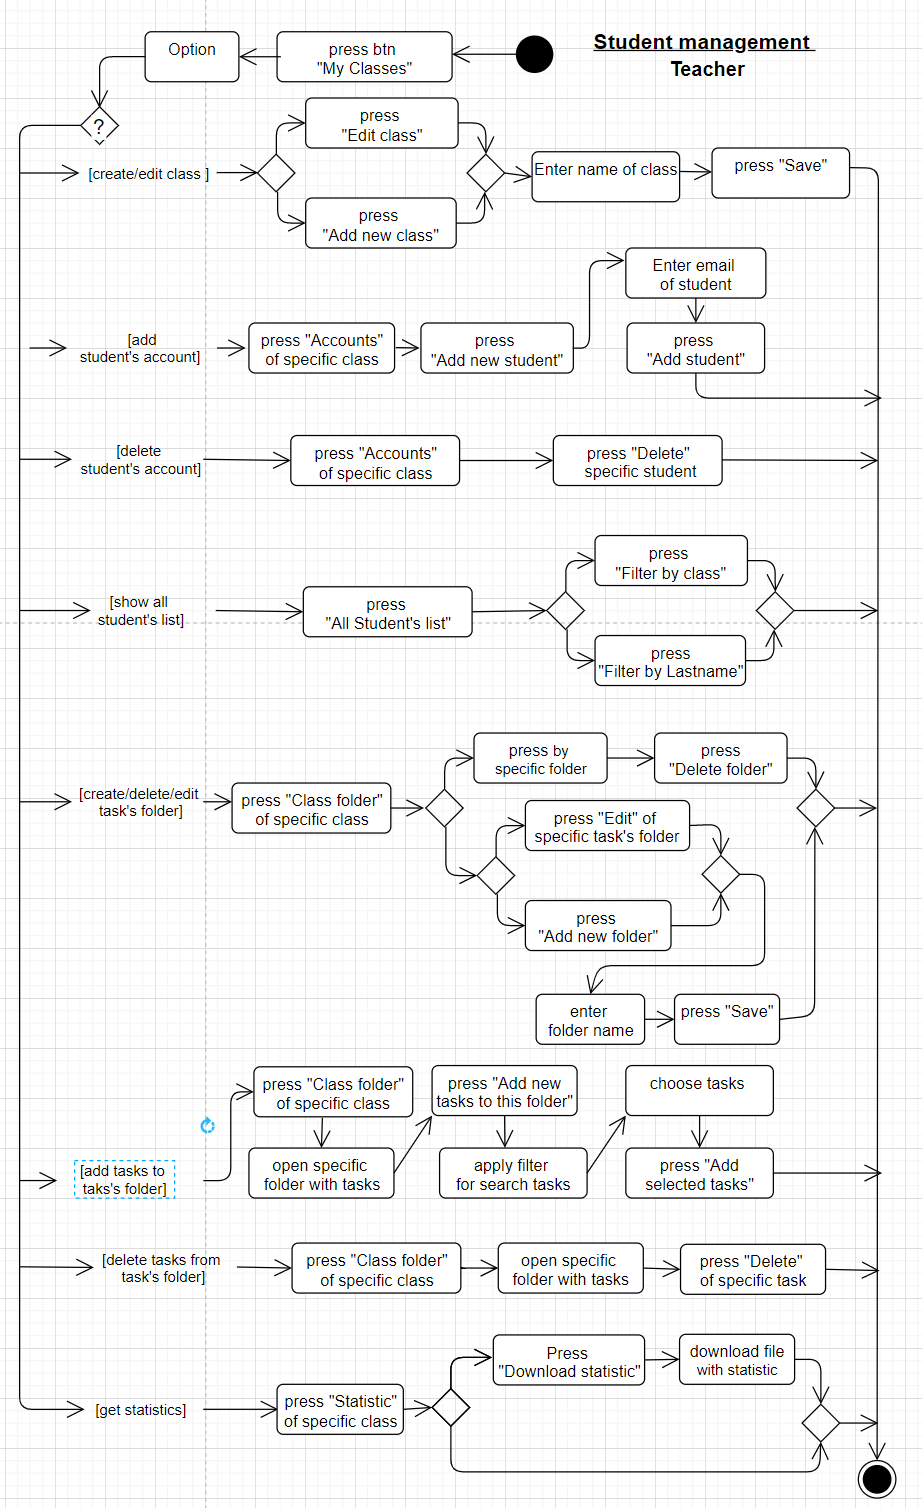 Student management
Teacher
Option
press btn
"My Classes"
?
press
"Edit class"
[create/edit class ]
Enter name of class
press "Save"
press
"Add new class"
Enter email
of student
[add
student's account]
press "Accounts"
of specific class
press
"Add new student"
press
"Add student"
[delete
student's account]
press "Accounts"
of specific class
press "Delete"
specific student
press
"Filter by class"
[show all
student's list]
press
"All Student's list"
press
"Filter by Lastname"
press by
specific folder
press
"Delete folder"
[create/delete/edit
task's folder]
press "Class folder"
of specific class
press "Edit" of
specific task's folder
press
"Add new folder"
enter
folder name
press "Save"
press "Class folder"
of specific class
press "Add new
tasks to this folder"
choose tasks
[add tasks to
taks's folder]
open specific
folder with tasks
apply filter
for search tasks
press "Add
selected tasks"
[delete tasks from
task's folder]
press "Class folder"
of specific class
open specific
folder with tasks
press "Delete"
of specific task
Press
"Download statistic"
download file
with statistic
[get statistics]
press "Statistic"
of specific class